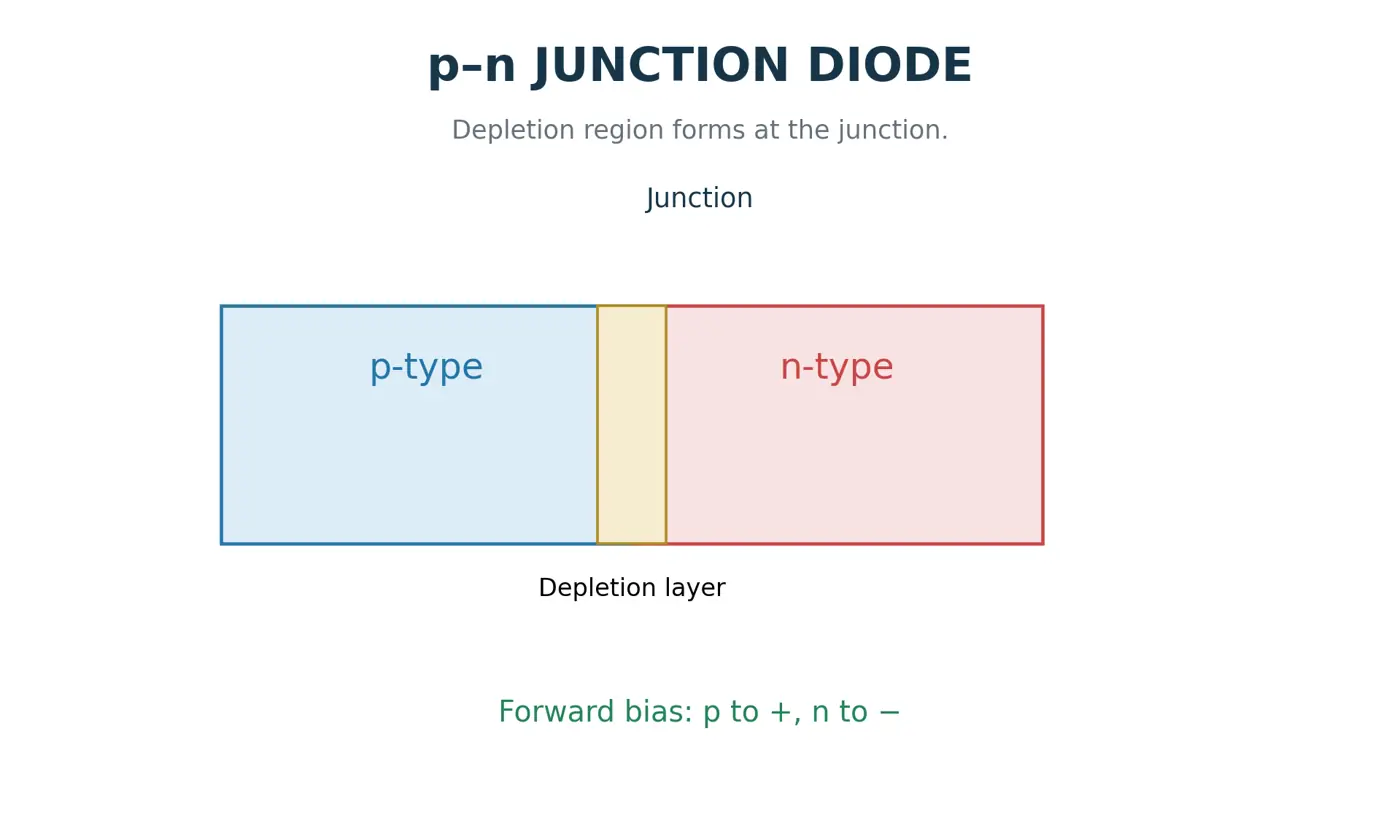 p–n JUNCTION DIODE
Depletion region forms at the junction.
Junction
p-type
n-type
Depletion layer
Forward bias: p to +, n to −